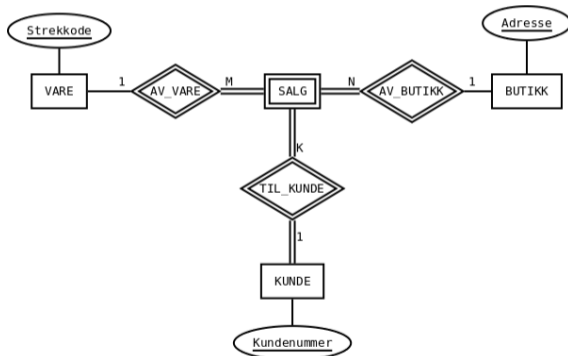 Strekkode
Adresse
1
M
N
1
VARE
AV_VARE
SALG
AV_BUTIKK
BUTIKK
K
TIL_KUNDE
1
KUNDE
Kundenummer